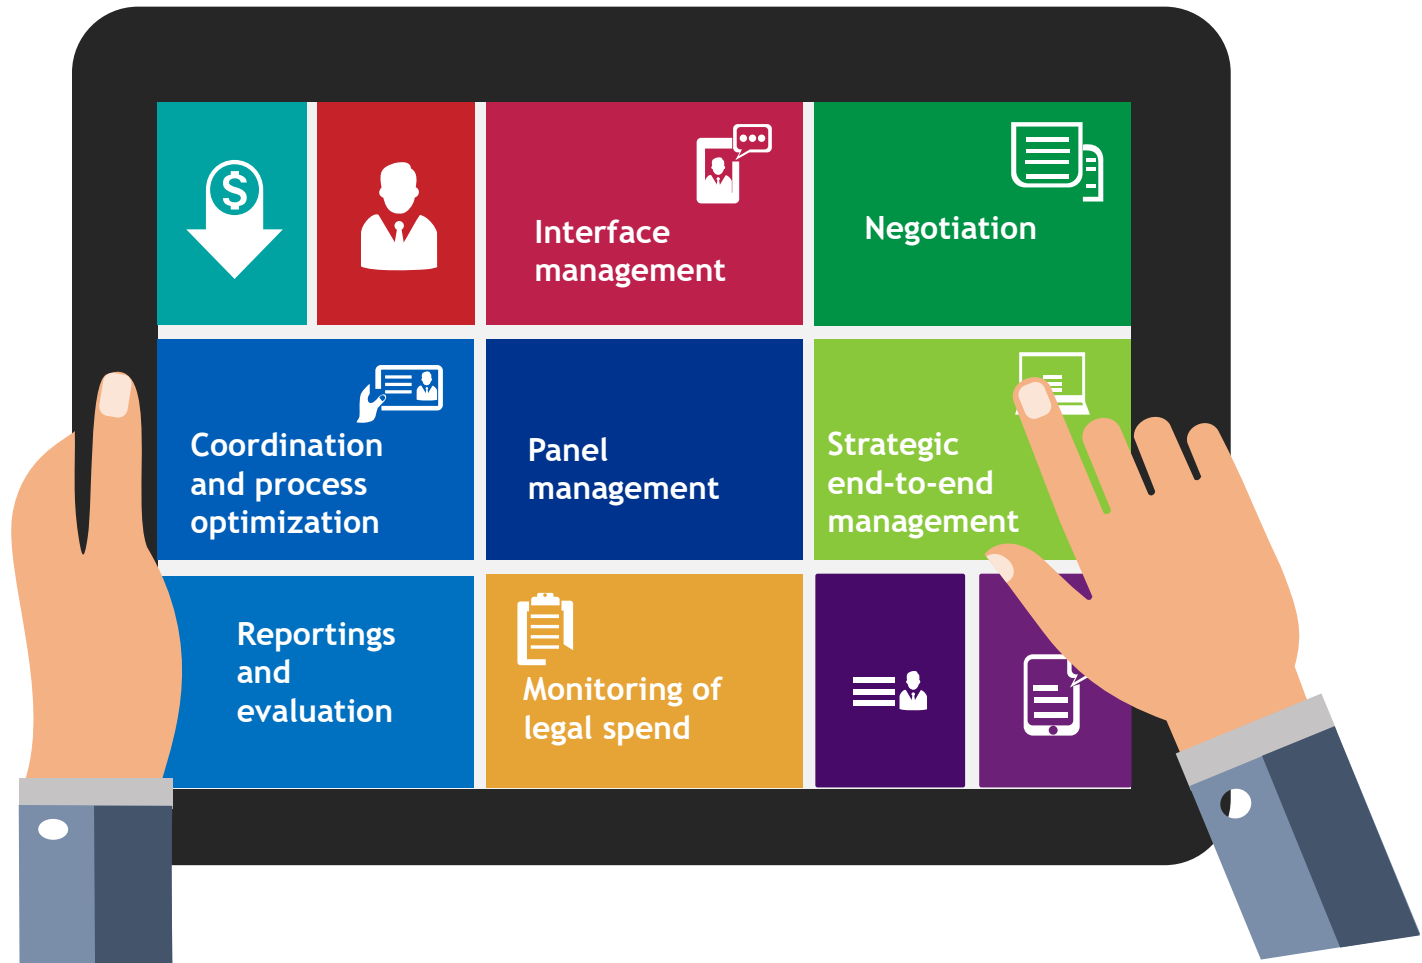 Interface
management
Negotiation
Coordination
and process
optimization
Panel
management
Strategic
end-to-end
management
Reportings
and
evaluation
Monitoring of
legal spend
$